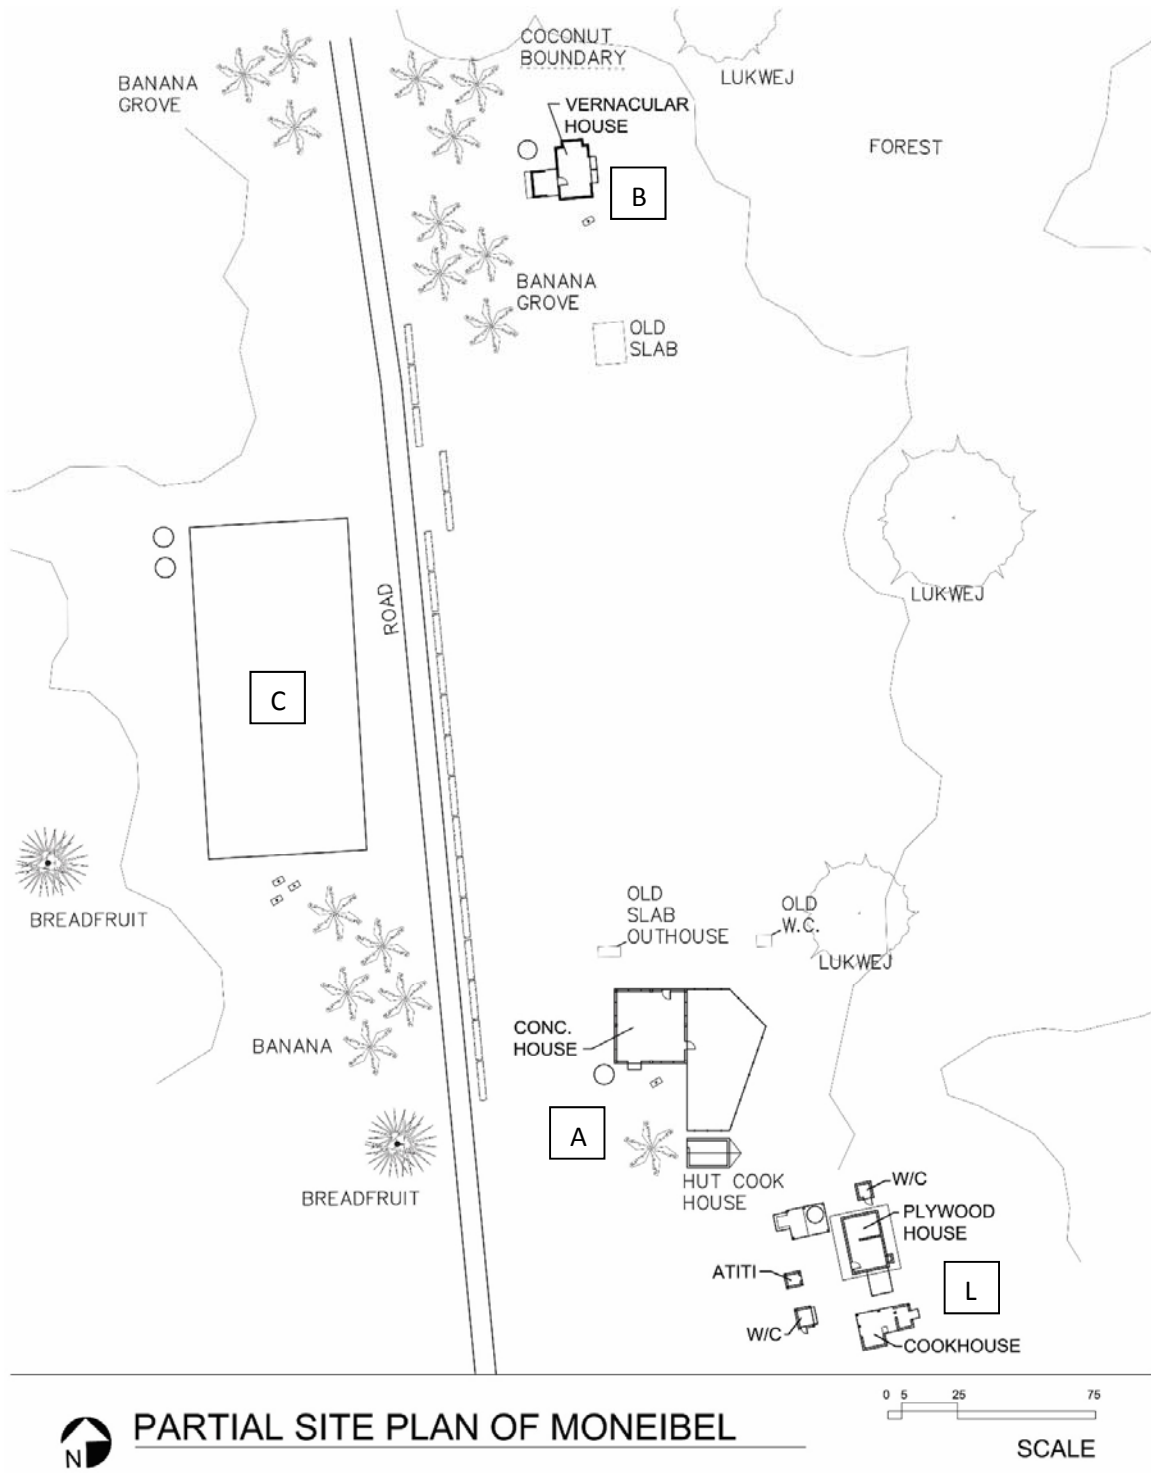 COCONUT
BOUNDARY
LUKWEJ
BANANA
GROVE
VERNACULAR
HOUSE
FOREST
B
BANANA
GROVE
OLD
SLAB
ROAD
LUKWEJ
C
BREADFRUIT
OLD
SLAB
OUTHOUSE
OLD
W.C.
LUKWEJ
CONC.
HOUSE
BANANA
A
BREADFRUIT
HUT COOK
HOUSE
W/C
PLYWOOD
HOUSE
ATITI
L
W/C
COOKHOUSE
0 5 25 75
N
PARTIAL SITE PLAN OF MONEIBEL
SCALE